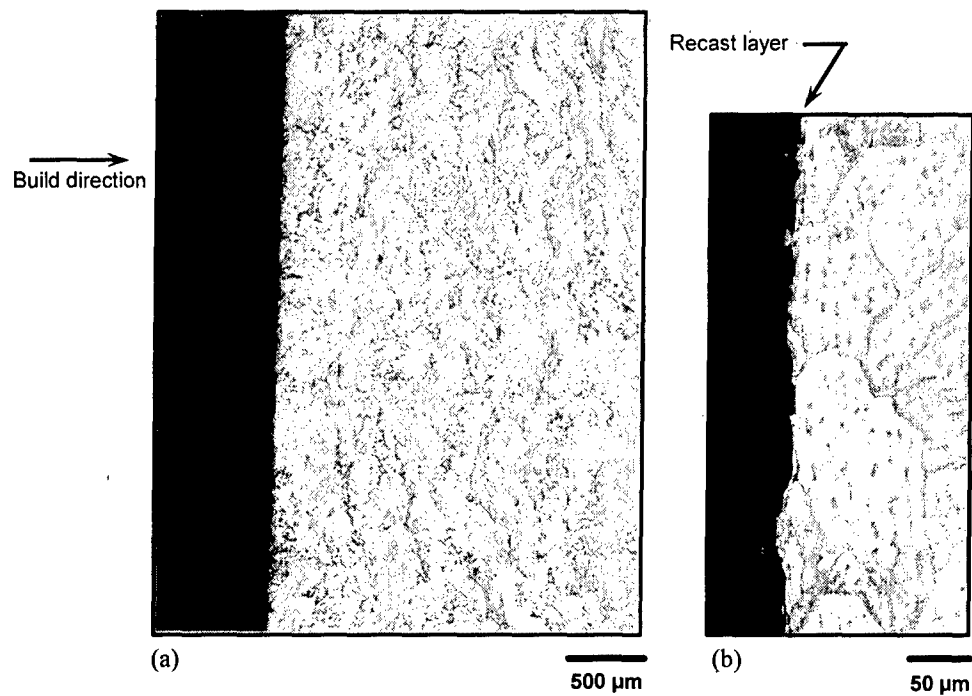 Recast layer
Build direction
(a)
500 µm
(b)
50 µm